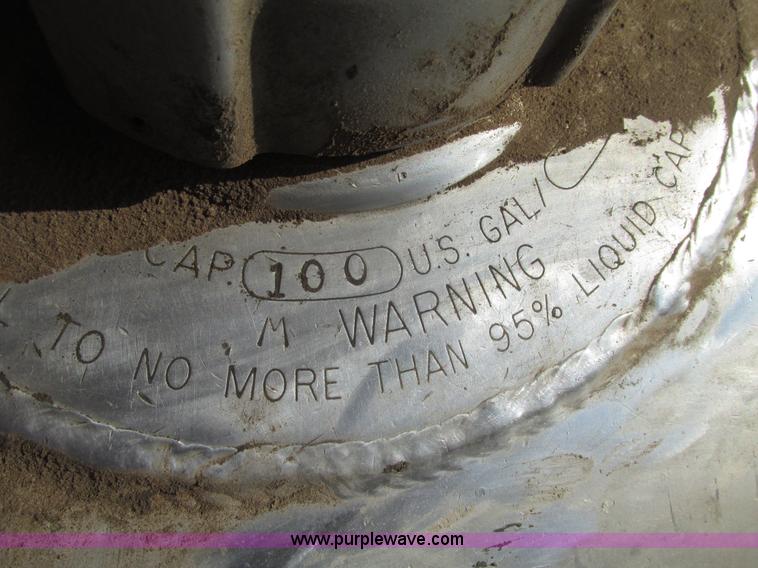 CAP. 100 U.S. GAL/
M WARNING
TO NO MORE THAN 95% LIQUID CAP
www.purplewave.com